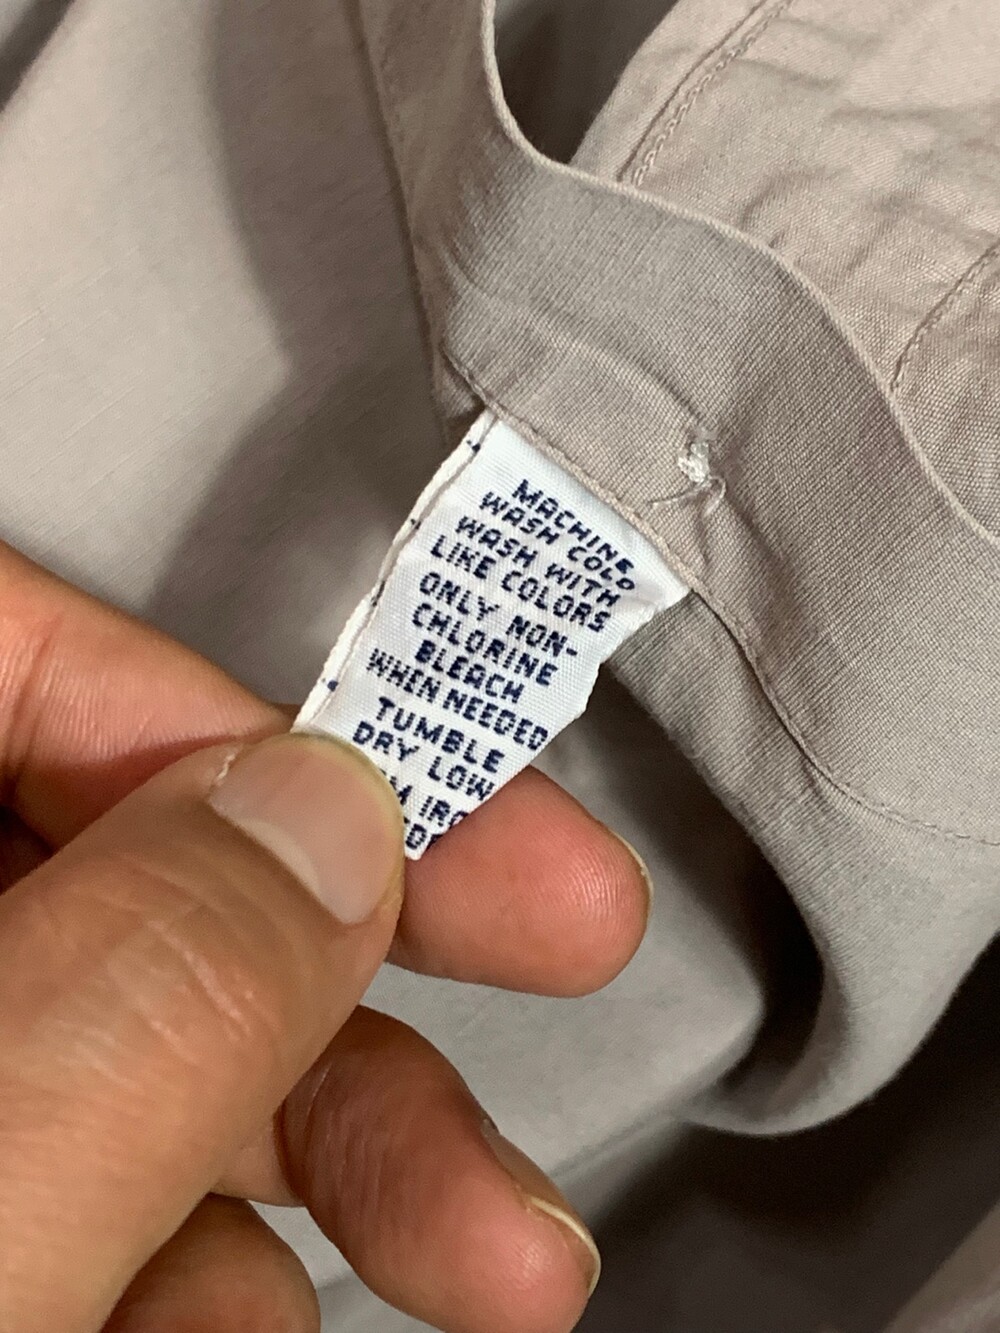 MACHINE
WASH COLD
WASH WITH
LIKE COLORS
ONLY NON-
CHLORINE
BLEACH
WHEN NEEDED
TUMBLE
DRY LOW